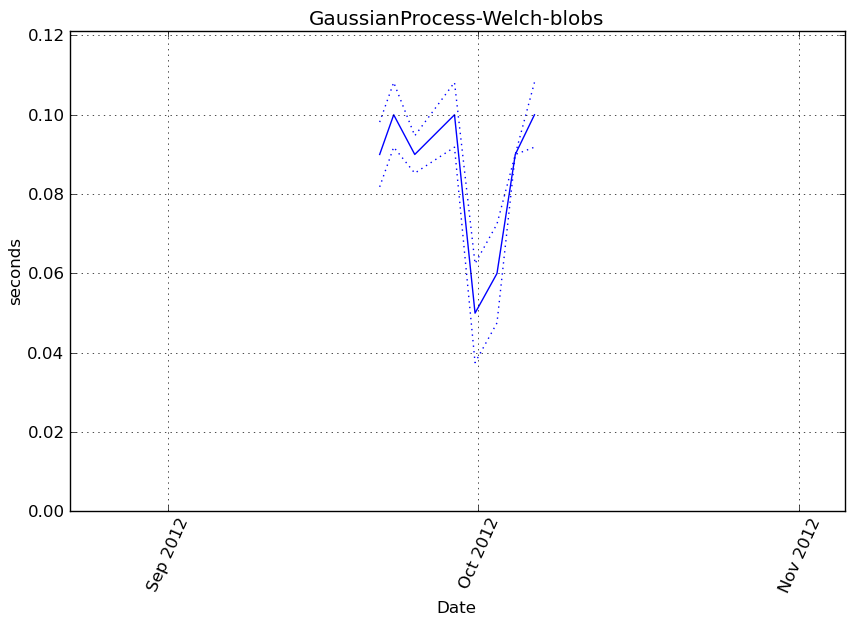 GaussianProcess-Welch-blobs
0.12
0.10
0.08
0.06
0.04
0.02
0.00
seconds
Sep 2012
Oct 2012
Nov 2012
Date